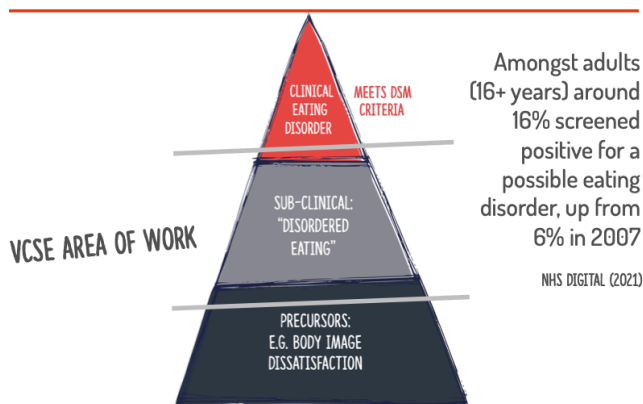 CLINICAL
EATING
DISORDER
MEETS DSM
CRITERIA
SUB-CLINICAL:
"DISORDERED
EATING"
VCSE AREA OF WORK
PRECURSORS:
E.G. BODY IMAGE
DISSATISFACTION
Amongst adults
(16+ years) around
16% screened
positive for a
possible eating
disorder, up from
6% in 2007
NHS DIGITAL (2021)